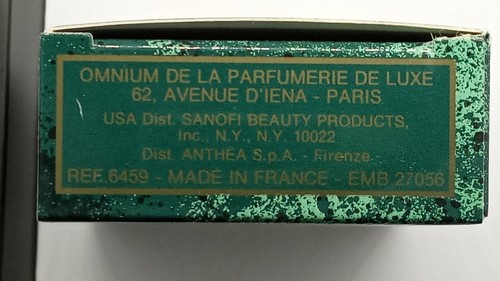 OMNIUM DE LA PARFUMERIE DE LUXE
62, AVENUE D'IENA - PARIS
USA Dist. SANOFI BEAUTY PRODUCTS,
Inc., N.Y., N.Y. 10022
Dist. ANTHÉA S.p.A. - Firenze
REF.6459 - MADE IN FRANCE - EMB.27056